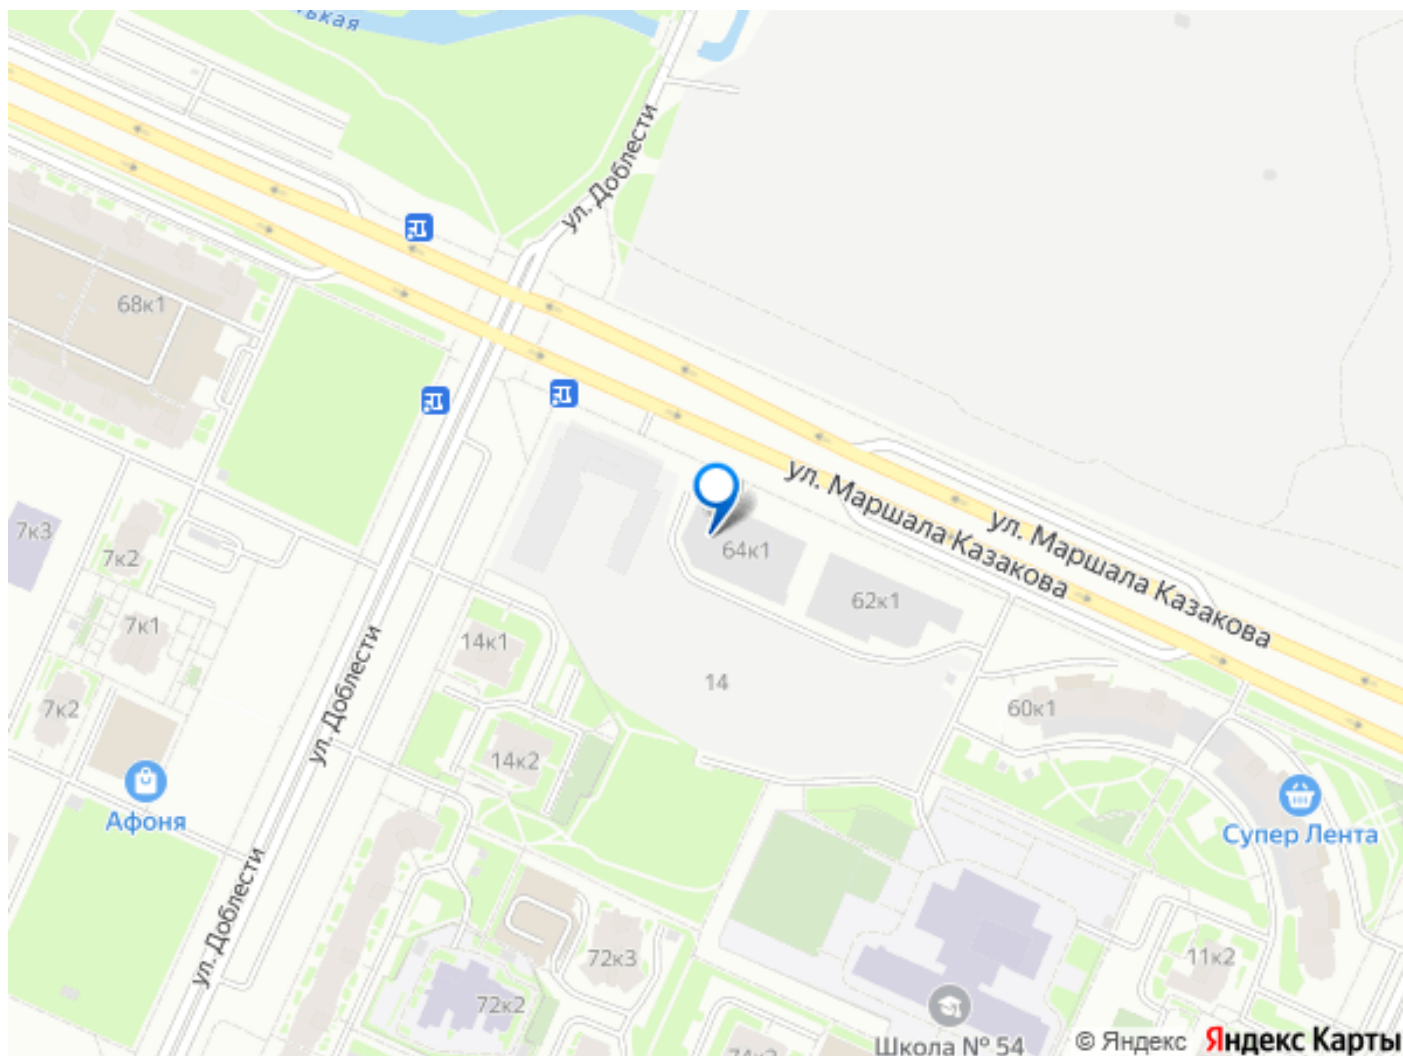 ул. Доблести
68к1
ул. Маршала Казакова
ул. Маршала Казакова
7к3
7к2
64к1
62к1
7к1
14к1
ул. Доблести
14
7к2
60к1
14к2
Афоня
Супер Лента
ул. Доблести
72к3
11к2
72к2
Школа № 54
© Яндекс Яндекс Карты